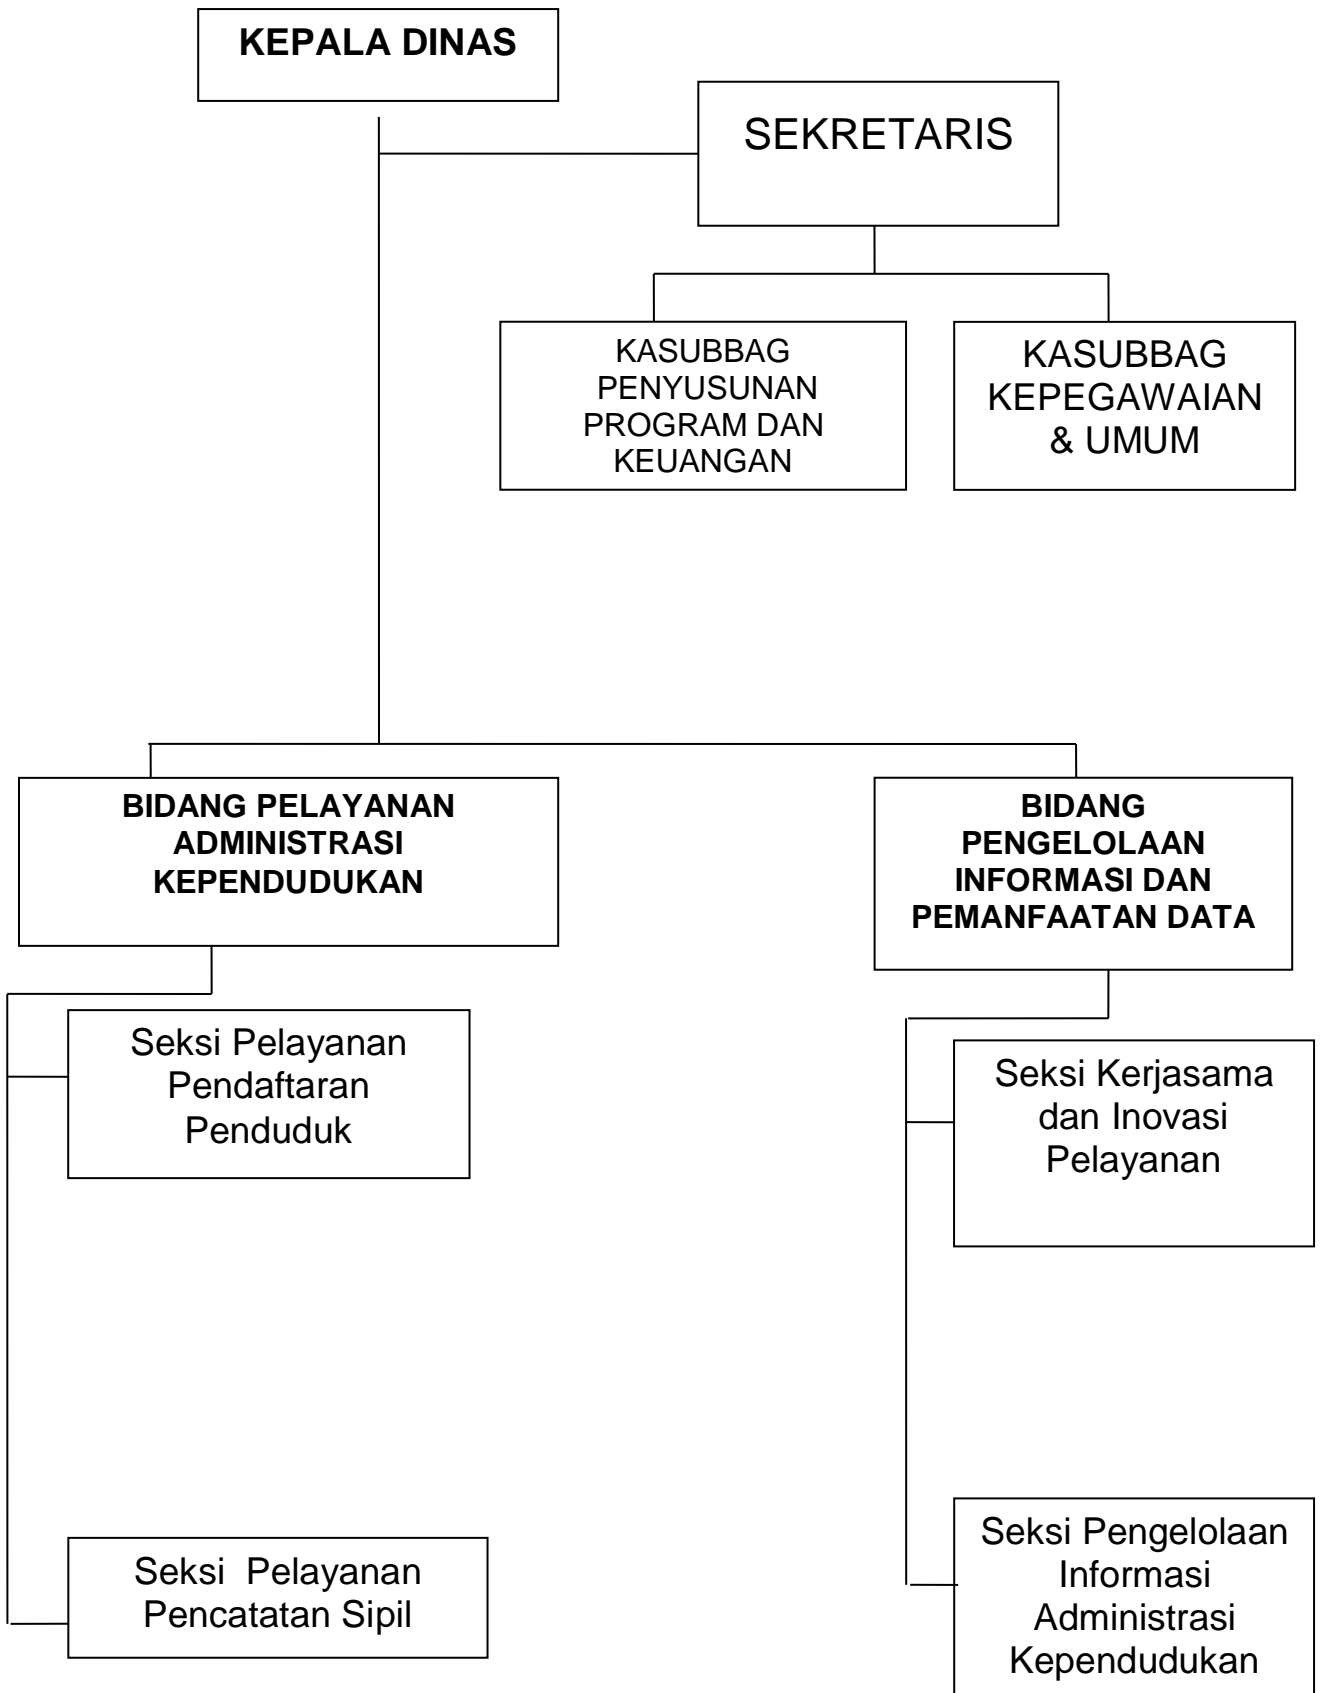 KEPALA DINAS
SEKRETARIS
KASUBBAG
PENYUSUNAN
PROGRAM DAN
KEUANGAN
KASUBBAG
KEPEGAWAIAN
& UMUM
BIDANG PELAYANAN
ADMINISTRASI
KEPENDUDUKAN
BIDANG
PENGELOLAAN
INFORMASI DAN
PEMANFAATAN DATA
Seksi Pelayanan
Pendaftaran
Penduduk
Seksi Kerjasama
dan Inovasi
Pelayanan
Seksi  Pelayanan
Pencatatan Sipil
Seksi Pengelolaan
Informasi
Administrasi
Kependudukan